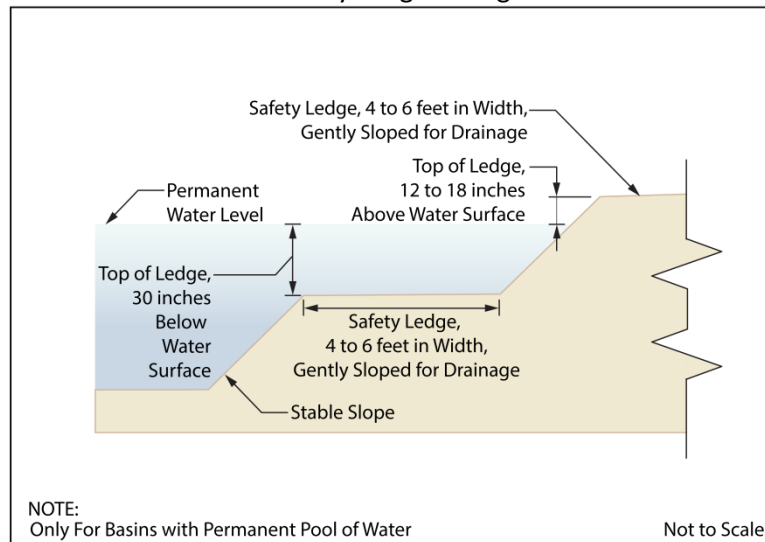 Safety Ledge, 4 to 6 feet in Width,
Gently Sloped for Drainage
Top of Ledge,
12 to 18 inches
Above Water Surface
Permanent
Water Level
Top of Ledge,
30 inches
Below
Water
Surface
Safety Ledge,
4 to 6 feet in Width,
Gently Sloped for Drainage
Stable Slope
NOTE:
Only For Basins with Permanent Pool of Water
Not to Scale